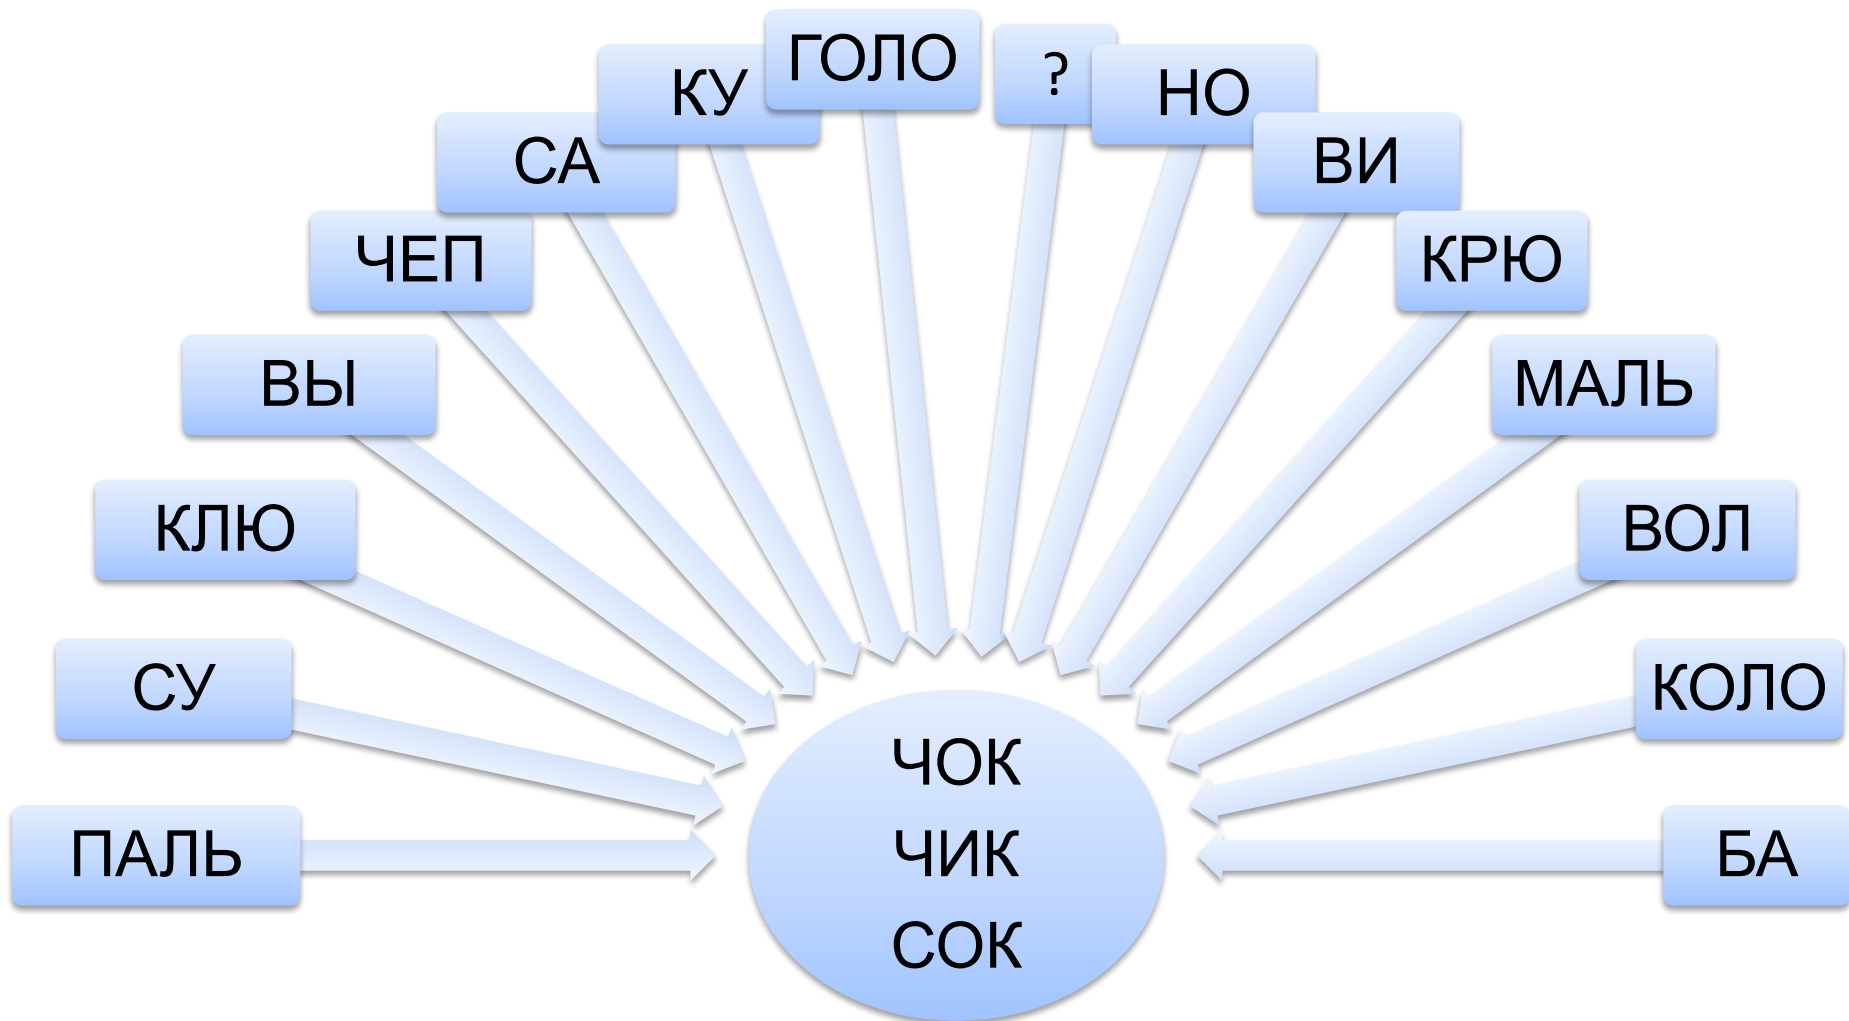 ПАЛЬ
СУ
КЛЮ
ВЫ
ЧЕП
СА
КУ
ГОЛО
?
НО
ВИ
КРЮ
МАЛЬ
ВОЛ
КОЛО
БА
ЧОК
ЧИК
СОК